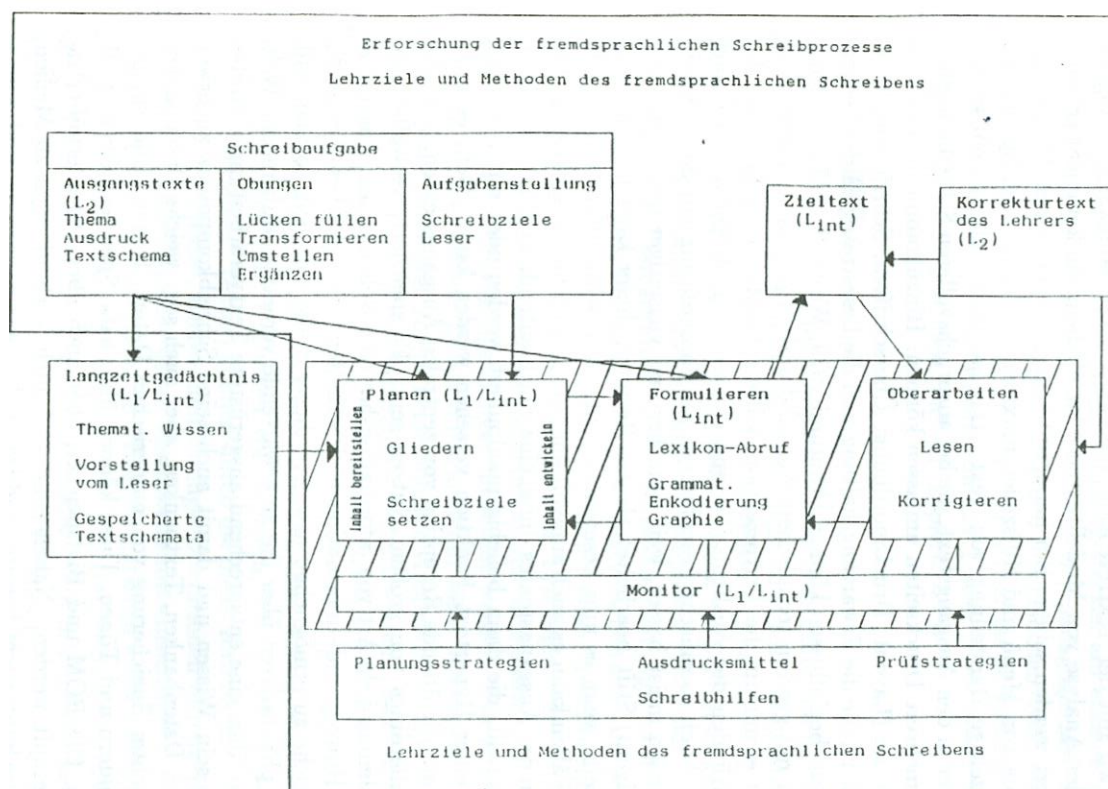 Erforschung der fremdsprachlichen Schreibprozesse
Lehrziele und Methoden des fremdsprachlichen Schreibens
Schreibaufgabe
Ausgangstexte
(L2)
Thema
Ausdruck
Textschema
Obungen
Lücken füllen
Transformieren
Umstellen
Ergänzen
Aufgabenstellung
Schreibziele
Leser
Zieltext
(Lint)
Korrekturtext
des Lehrers
(L2)
Langzeitgedächtnis
(L1/Lint)
Themat. Wissen
Vorstellung
vom Leser
Gespeicherte
Textschemata
Inhalt bereitstellen
Planen (L1/Lint)
Gliedern
Schreibziele
setzen
Inhalt entwickeln
Formulieren
(Lint)
Lexikon-Abruf
Grammat.
Enkodierung
Graphie
Oberarbeiten
Lesen
Korrigieren
Monitor (L1/Lint)
Planungsstrategien
Ausdrucksmittel
Schreibhilfen
Prüfstrategien
Lehrziele und Methoden des fremdsprachlichen Schreibens